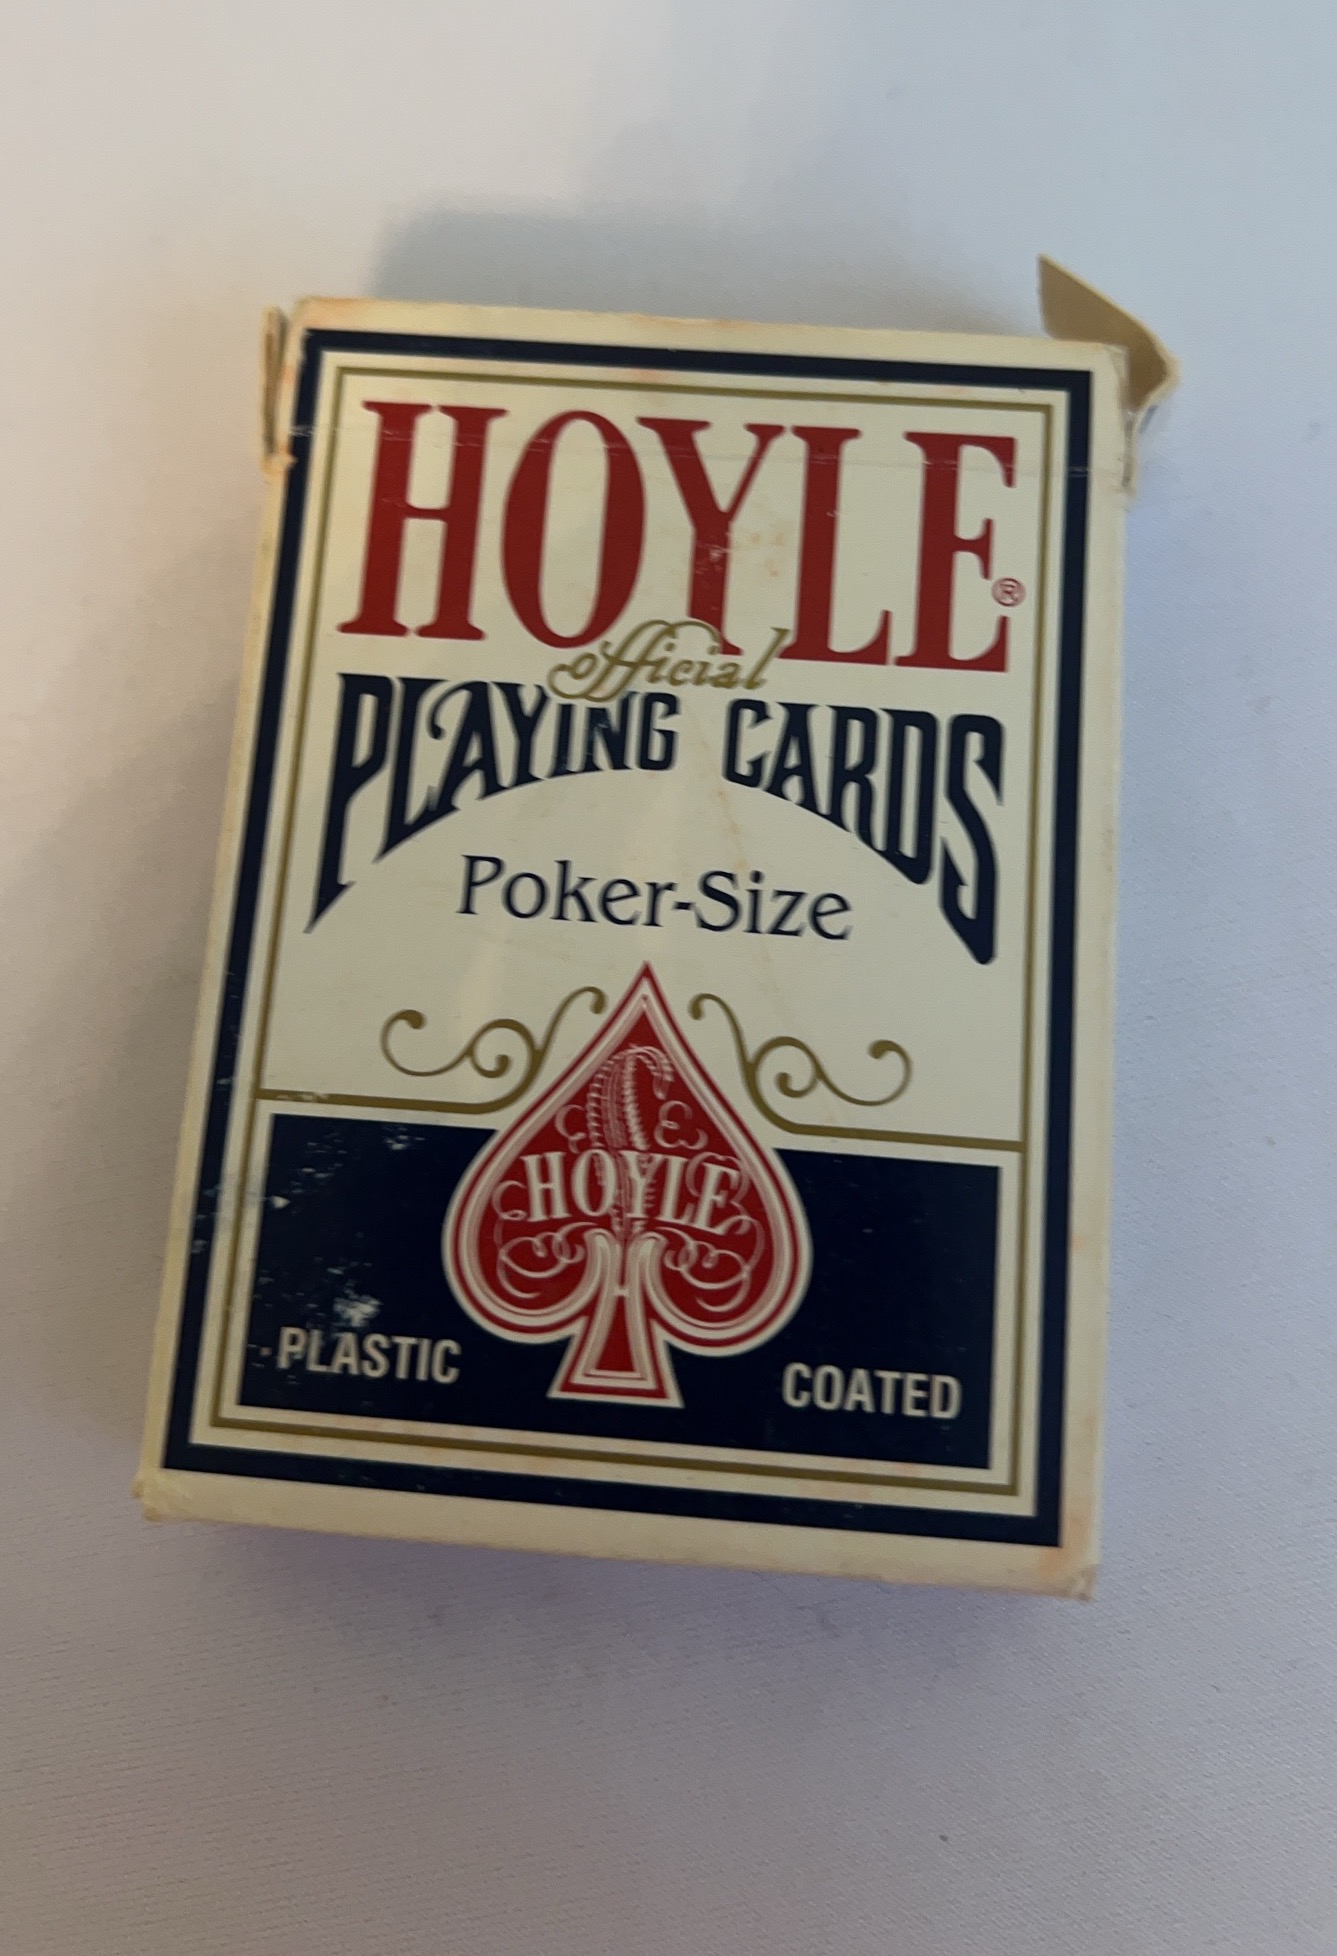 HOYLE®
official
PLAYING CARDS
Poker-Size
HOYLE
PLASTIC COATED